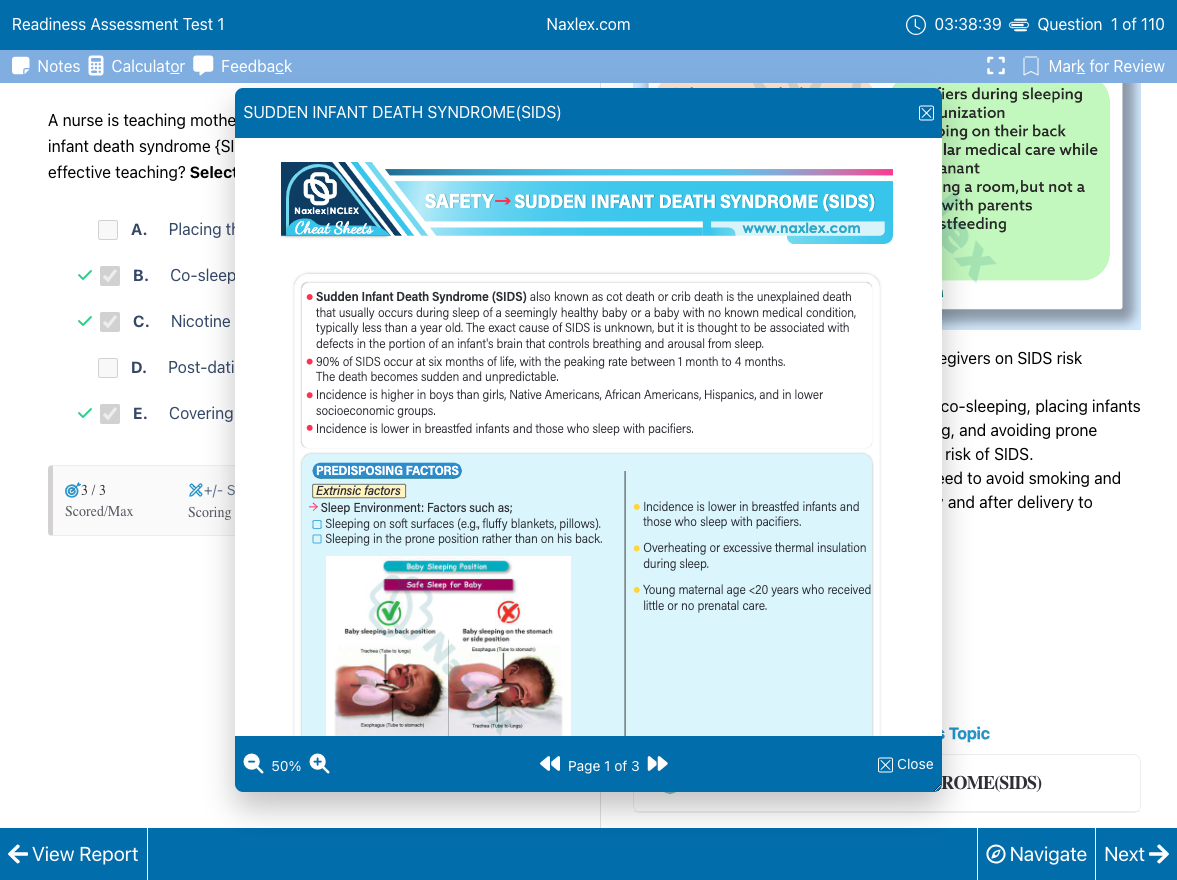 Readiness Assessment Test 1
Naxlex.com
03:38:39
Question 1 of 110
Notes
Calculator
Feedback
Mark for Review
A nurse is teaching mothe
infant death syndrome {SI
effective teaching? Select
A. Placing th
B. Co-sleep
C. Nicotine
D. Post-dati
E. Covering
3 / 3
Scored/Max
+/- S
Scoring
SUDDEN INFANT DEATH SYNDROME(SIDS)
Naxlex|NCLEX
Cheat Sheets
SAFETY→SUDDEN INFANT DEATH SYNDROME (SIDS)
www.naxlex.com
Sudden Infant Death Syndrome (SIDS) also known as cot death or crib death is the unexplained death
that usually occurs during sleep of a seemingly healthy baby or a baby with no known medical condition,
typically less than a year old. The exact cause of SIDS is unknown, but it is thought to be associated with
defects in the portion of an infant's brain that controls breathing and arousal from sleep.
90% of SIDS occur at six months of life, with the peaking rate between 1 month to 4 months.
The death becomes sudden and unpredictable.
Incidence is higher in boys than girls, Native Americans, African Americans, Hispanics, and in lower
socioeconomic groups.
Incidence is lower in breastfed infants and those who sleep with pacifiers.
PREDISPOSING FACTORS
Extrinsic factors
→ Sleep Environment: Factors such as;
Sleeping on soft surfaces (e.g., fluffy blankets, pillows).
Sleeping in the prone position rather than on his back.
Baby Sleeping Position
Safe Sleep for Baby
Baby sleeping in back position
Baby sleeping on the stomach
or side position
Trachea (Tube to lungs)
Esophagus (Tube to stomach)
Esophagus (Tube to stomach)
Trachea (Tube to lungs)
Incidence is lower in breastfed infants and
those who sleep with pacifiers.
Overheating or excessive thermal insulation
during sleep.
Young maternal age <20 years who received
little or no prenatal care.
50%
Page 1 of 3
Close
fiers during sleeping
unization
ping on their back
lar medical care while
anant
ng a room,but not a
with parents
stfeeding
egivers on SIDS risk
co-sleeping, placing infants
g, and avoiding prone
risk of SIDS.
eed to avoid smoking and
and after delivery to
s Topic
ROME(SIDS)
View Report
Navigate
Next